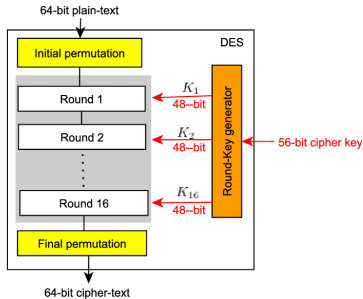 64-bit plain-text
DES
Initial permutation
Round 1
K1
48--bit
Round 2
K2
48--bit
Round-Key generator
56-bit cipher key
Round 16
K16
48--bit
Final permutation
64-bit cipher-text